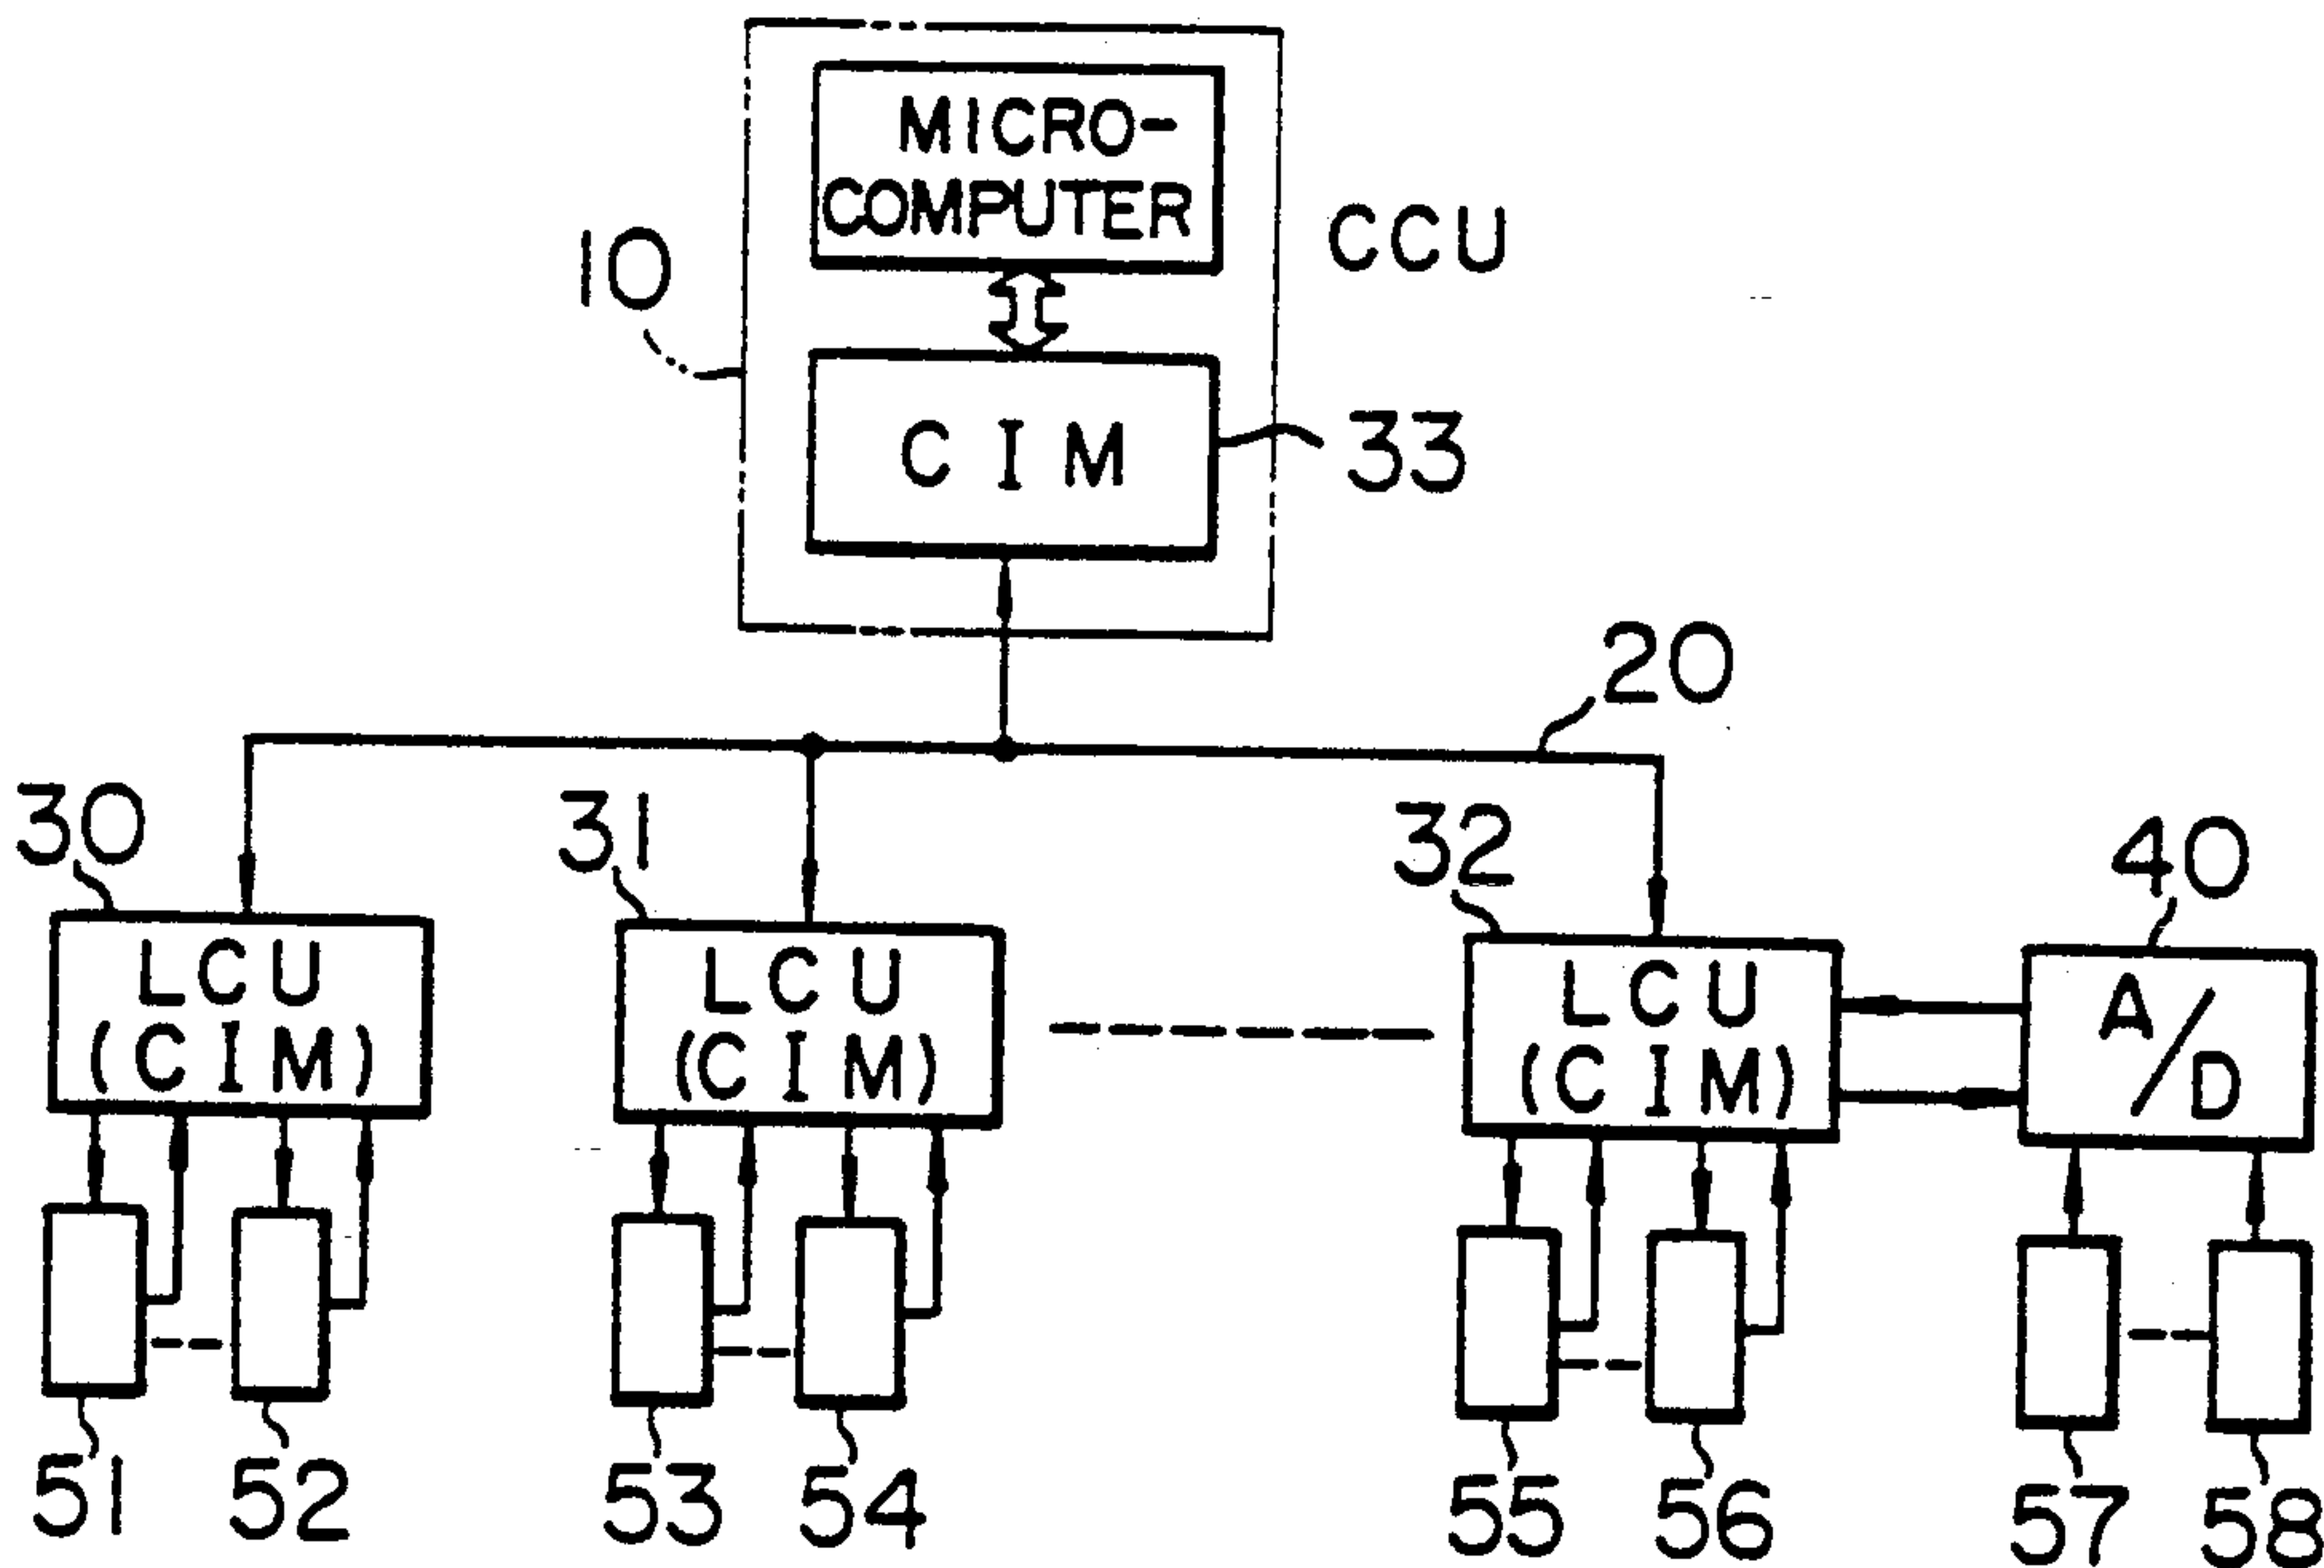 MICRO-
COMPUTER
CCU
10
CIM
33
20
30
31
32
40
LCU
(CIM)
LCU
(CIM)
LCU
(CIM)
A/D
51
52
53
54
55
56
57
58